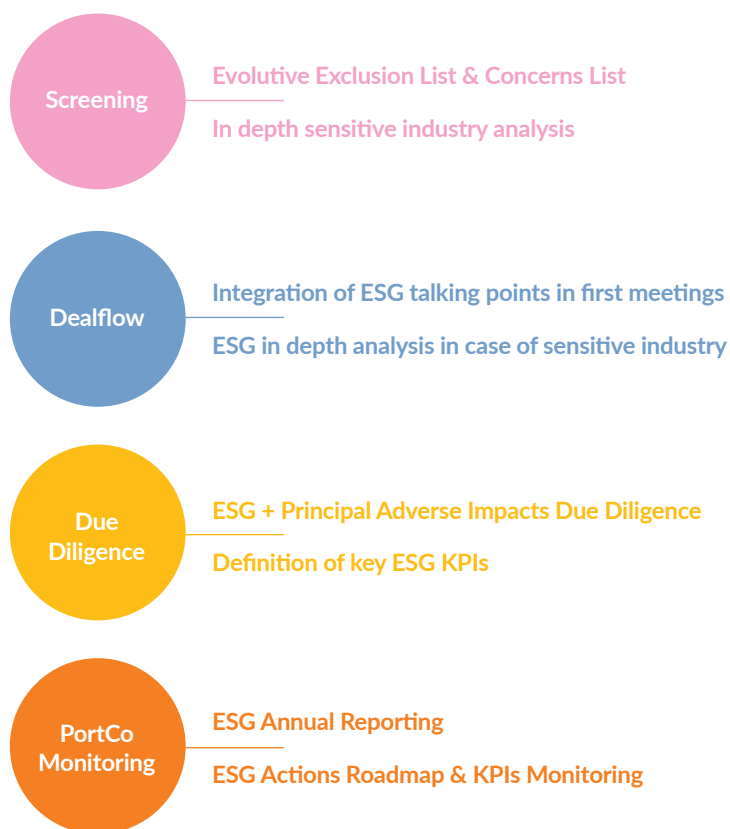 Screening
Evolutive Exclusion List & Concerns List
In depth sensitive industry analysis
Dealflow
Integration of ESG talking points in first meetings
ESG in depth analysis in case of sensitive industry
Due
Diligence
ESG + Principal Adverse Impacts Due Diligence
Definition of key ESG KPIs
PortCo
Monitoring
ESG Annual Reporting
ESG Actions Roadmap & KPIs Monitoring